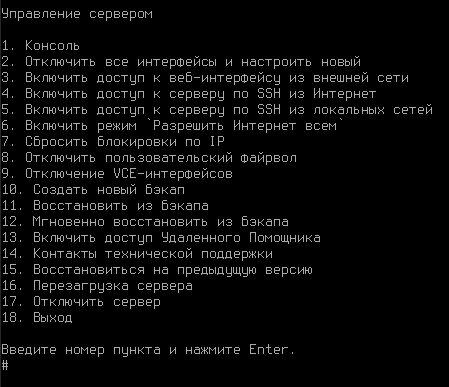 Управление сервером
1. Консоль
2. Отключить все интерфейсы и настроить новый
3. Включить доступ к веб-интерфейсу из внешней сети
4. Включить доступ к серверу по SSH из Интернет
5. Включить доступ к серверу по SSH из локальных сетей
6. Включить режим `Разрешить Интернет всем`
7. Сбросить блокировки по IP
8. Отключить пользовательский файрвол
9. Отключение VCE-интерфейсов
10. Создать новый бэкап
11. Восстановить из бэкапа
12. Мгновенно восстановить из бэкапа
13. Включить доступ Удаленного Помощника
14. Контакты технической поддержки
15. Восстановиться на предыдущую версию
16. Перезагрузка сервера
17. Отключить сервер
18. Выход
Введите номер пункта и нажмите Enter.
#